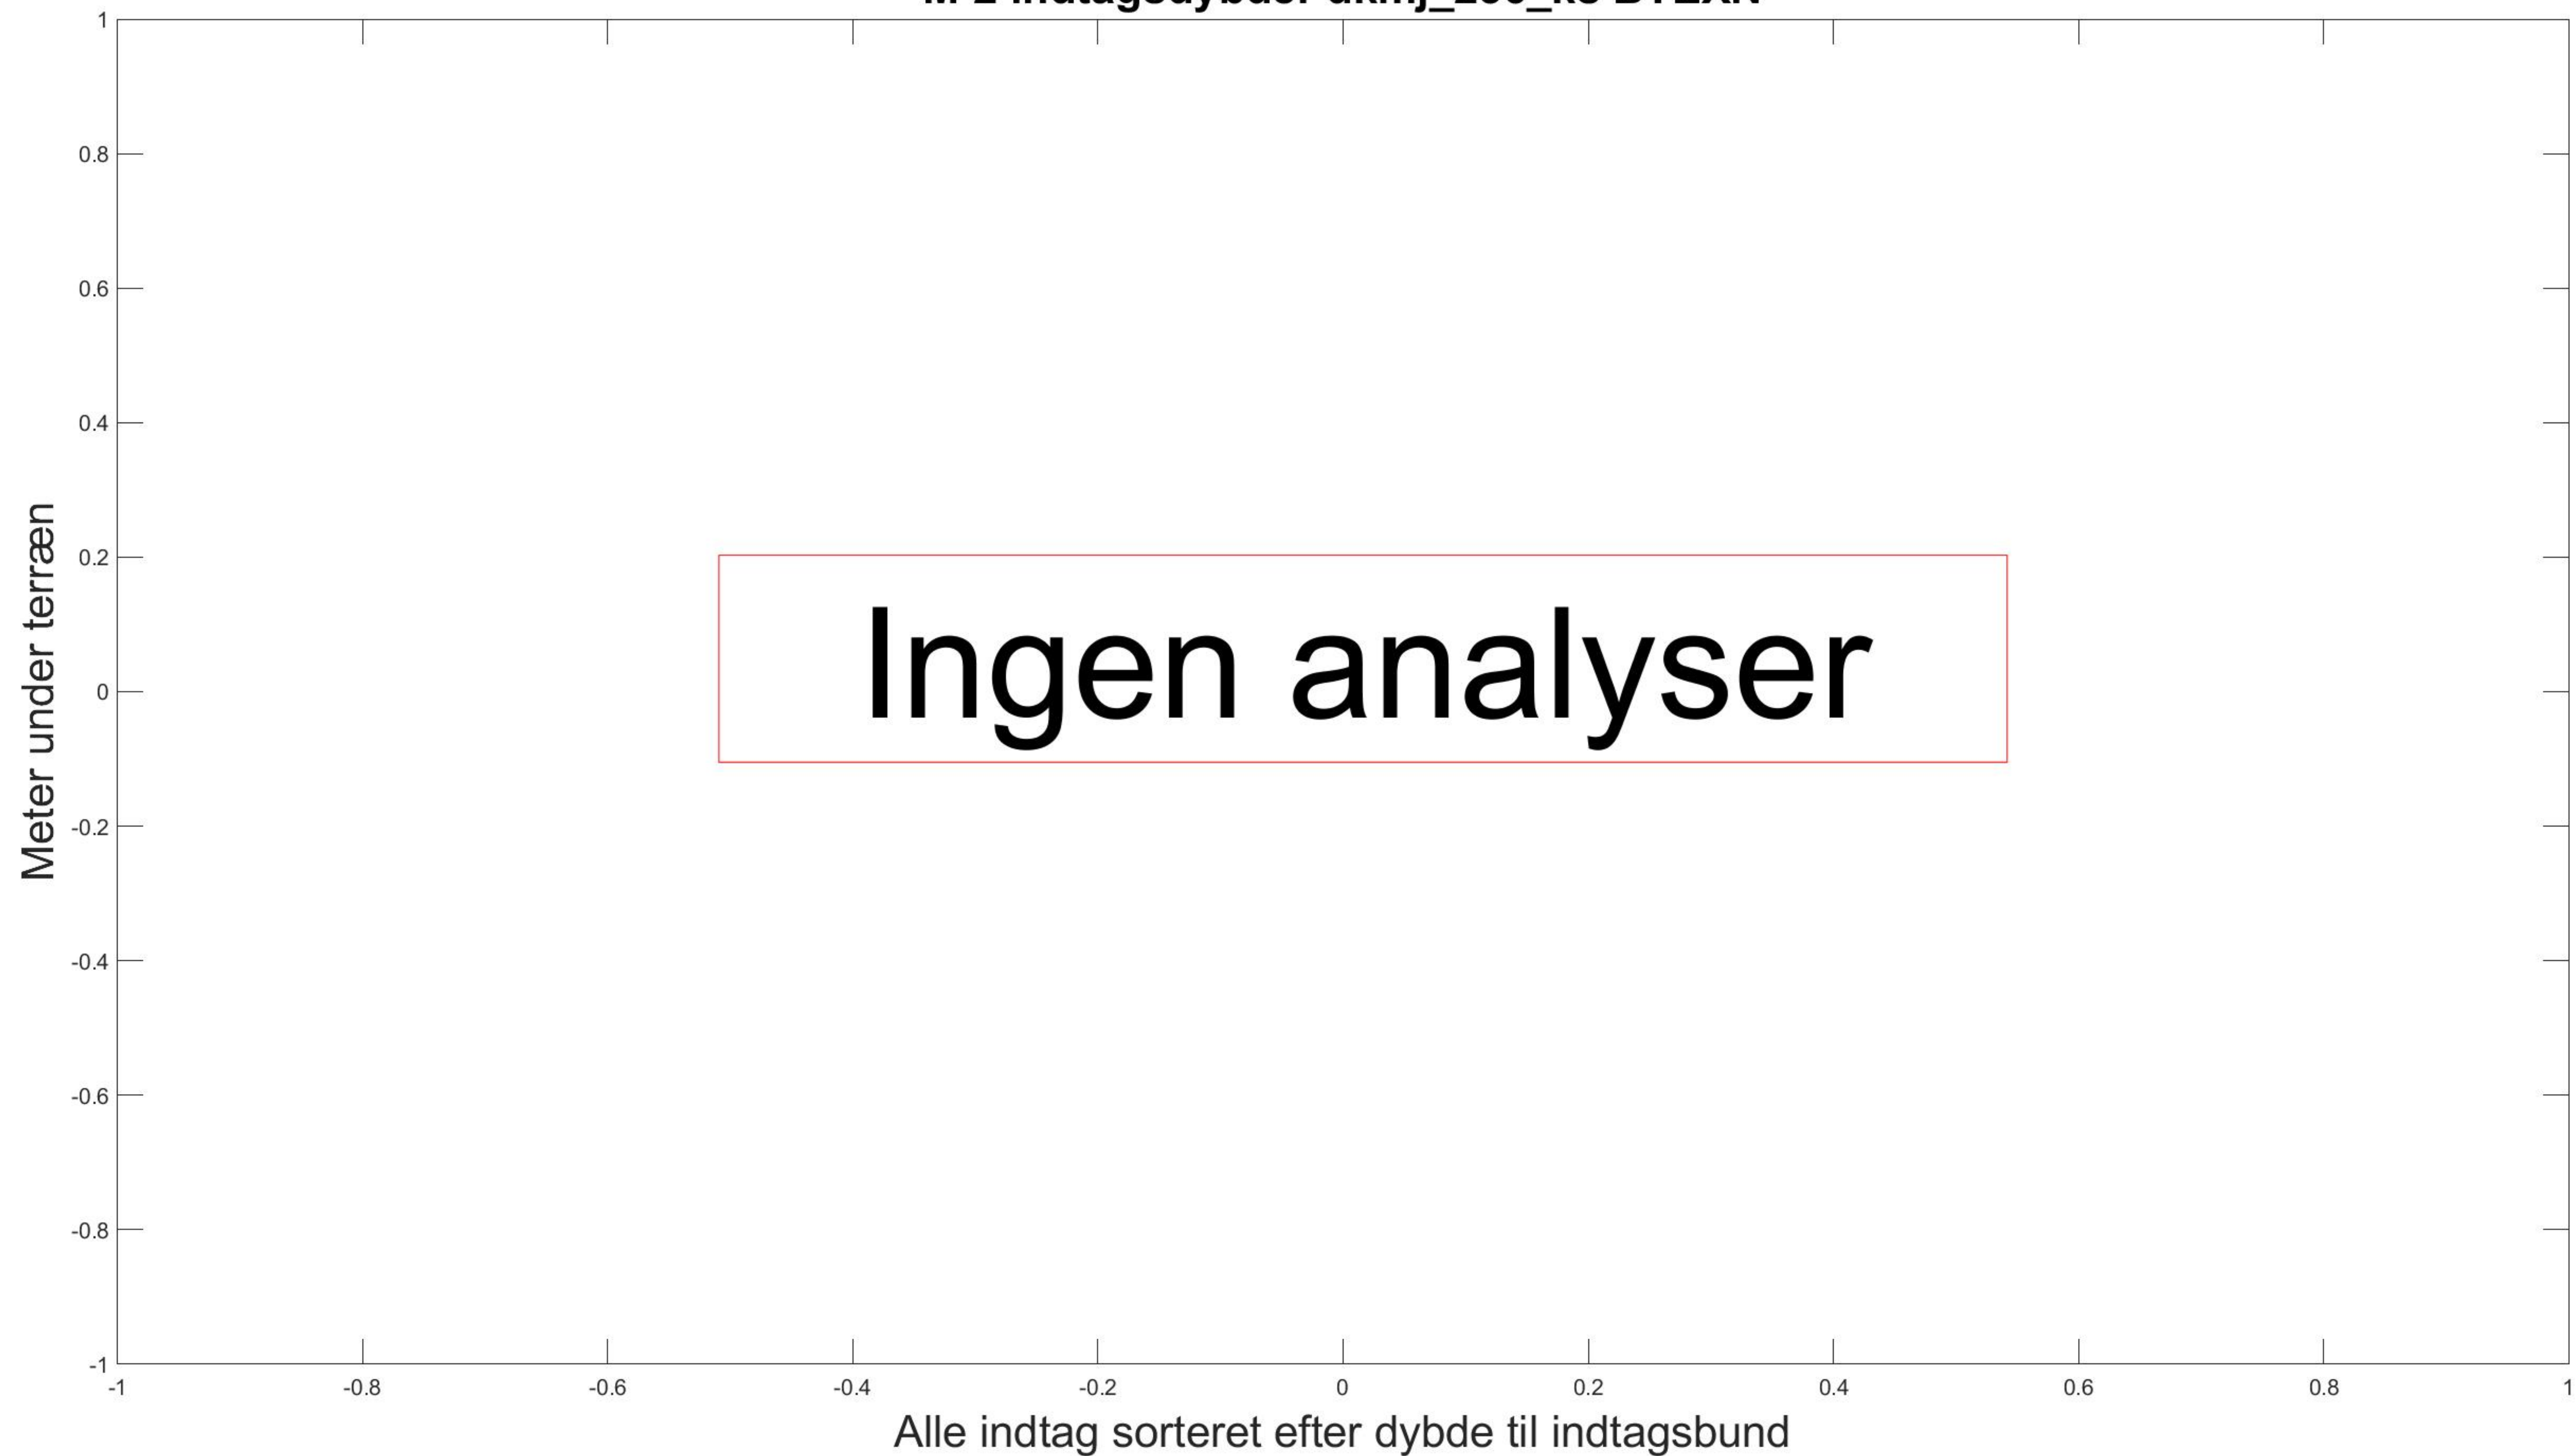 1
0.8
0.6
0.4
0.2
0
-0.2
-0.4
-0.6
-0.8
-1
Meter under terræn
Ingen analyser
-1 -0.8 -0.6 -0.4 -0.2 0 0.2 0.4 0.6 0.8 1
Alle indtag sorteret efter dybde til indtagsbund